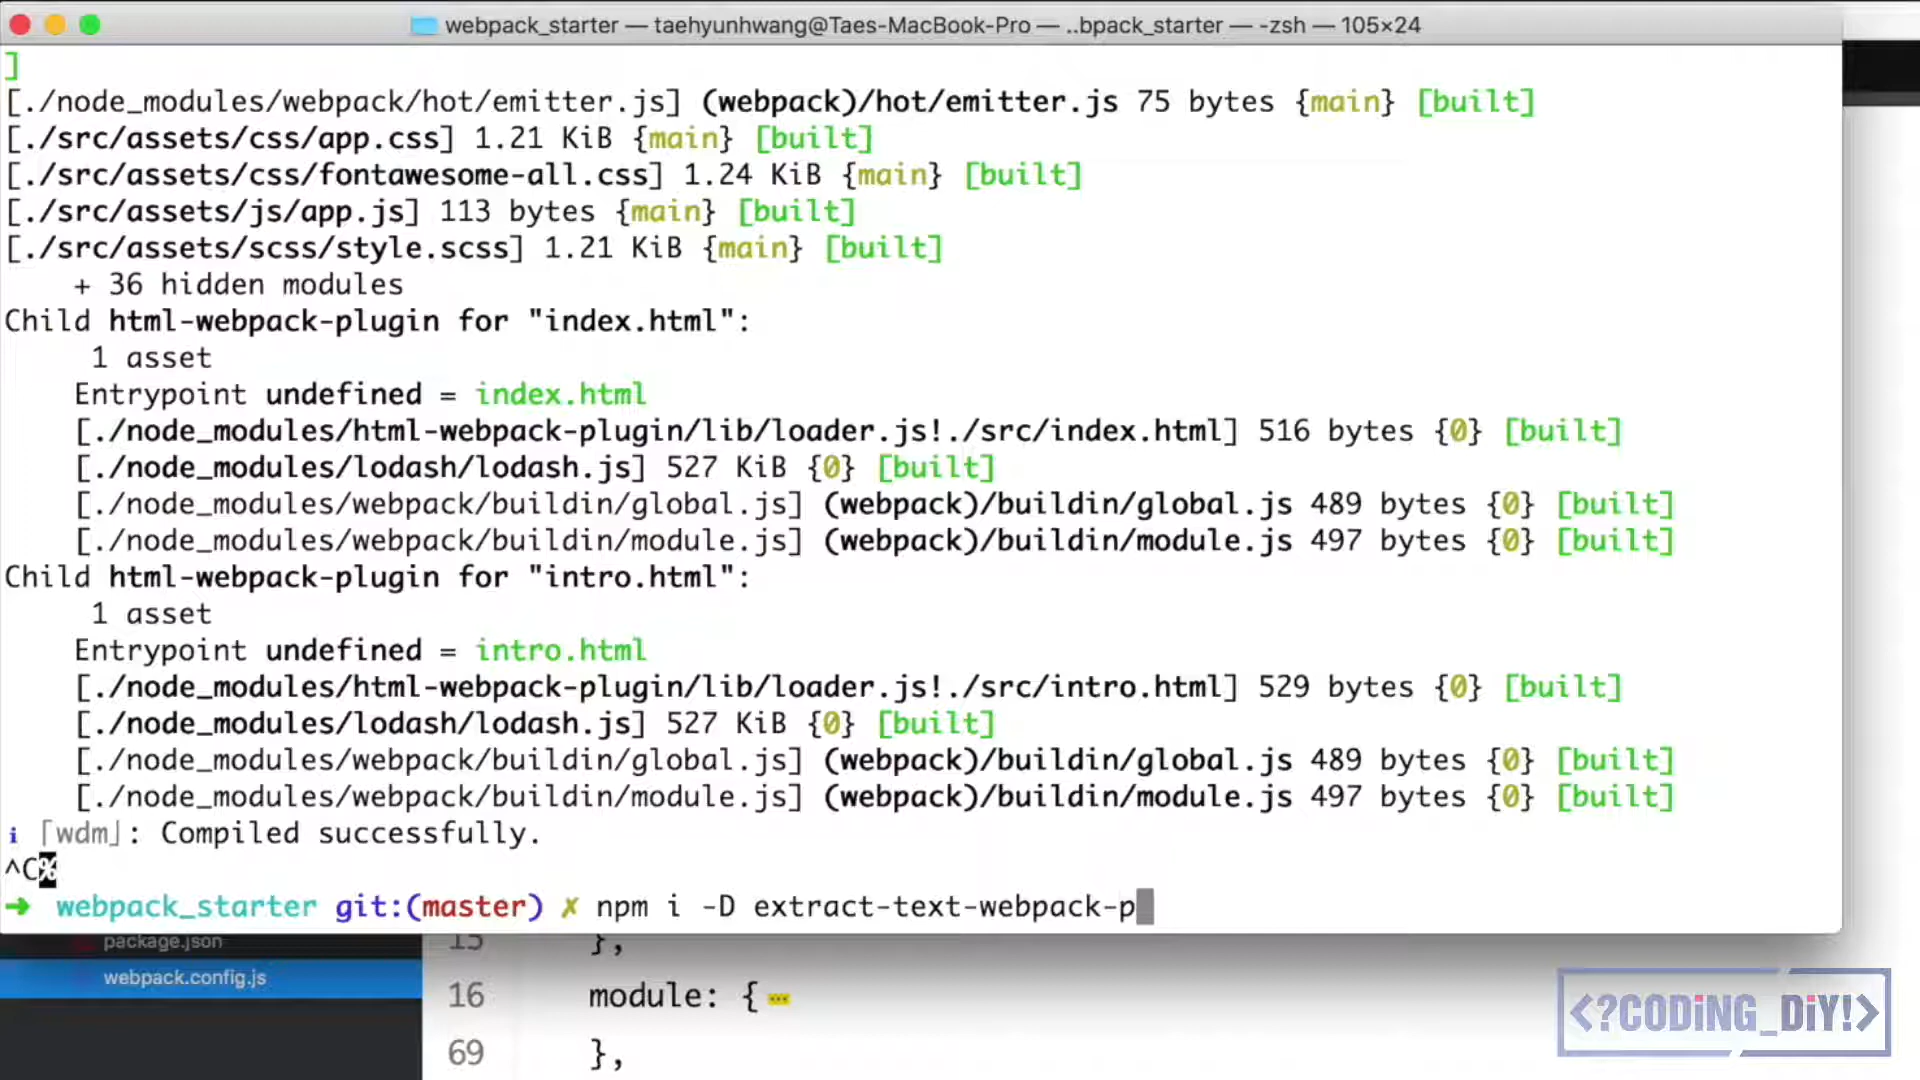 webpack_starter — taehyunhwang@Taes-MacBook-Pro — ..bpack_starter — -zsh — 105×24
]
[./node_modules/webpack/hot/emitter.js] (webpack)/hot/emitter.js 75 bytes {main} [built]
[./src/assets/css/app.css] 1.21 KiB {main} [built]
[./src/assets/css/fontawesome-all.css] 1.24 KiB {main} [built]
[./src/assets/js/app.js] 113 bytes {main} [built]
[./src/assets/scss/style.scss] 1.21 KiB {main} [built]
+ 36 hidden modules
Child html-webpack-plugin for "index.html":
1 asset
Entrypoint undefined = index.html
[./node_modules/html-webpack-plugin/lib/loader.js!./src/index.html] 516 bytes {0} [built]
[./node_modules/lodash/lodash.js] 527 KiB {0} [built]
[./node_modules/webpack/buildin/global.js] (webpack)/buildin/global.js 489 bytes {0} [built]
[./node_modules/webpack/buildin/module.js] (webpack)/buildin/module.js 497 bytes {0} [built]
Child html-webpack-plugin for "intro.html":
1 asset
Entrypoint undefined = intro.html
[./node_modules/html-webpack-plugin/lib/loader.js!./src/intro.html] 529 bytes {0} [built]
[./node_modules/lodash/lodash.js] 527 KiB {0} [built]
[./node_modules/webpack/buildin/global.js] (webpack)/buildin/global.js 489 bytes {0} [built]
[./node_modules/webpack/buildin/module.js] (webpack)/buildin/module.js 497 bytes {0} [built]
i ｢wdm｣: Compiled successfully.
^C%
➜ webpack_starter git:(master) ✗ npm i -D extract-text-webpack-p
package.json
webpack.config.js
15 },
16 module: {
69 },
<?CODiNG_DiY!>